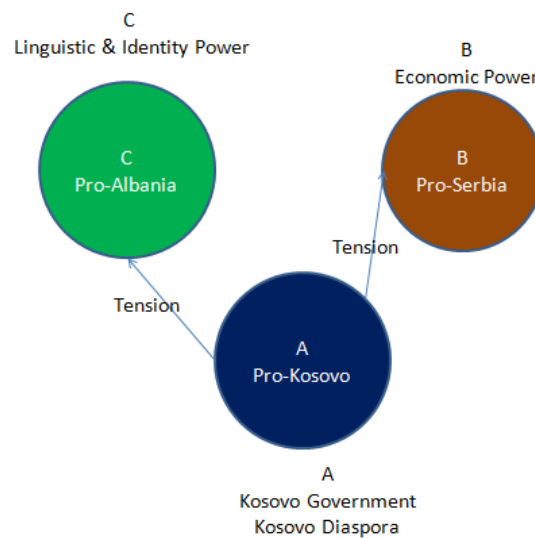 C
Linguistic & Identity Power
B
Economic Power
C
Pro-Albania
B
Pro-Serbia
Tension
Tension
A
Pro-Kosovo
A
Kosovo Government
Kosovo Diaspora